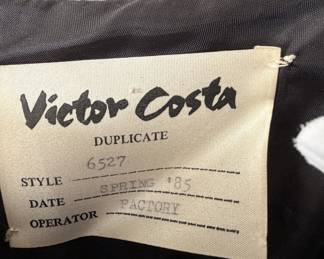 Victor Costa
DUPLICATE
STYLE 6527
DATE SPRING '85
OPERATOR FACTORY